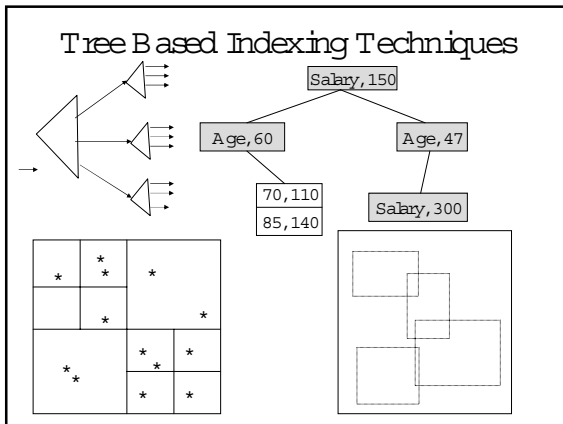 Tree Based Indexing Techniques
Salary,150
Age,60
Age,47
70,110
85,140
Salary,300
* *
* *
*
*
*
* *
*
*
*
* *